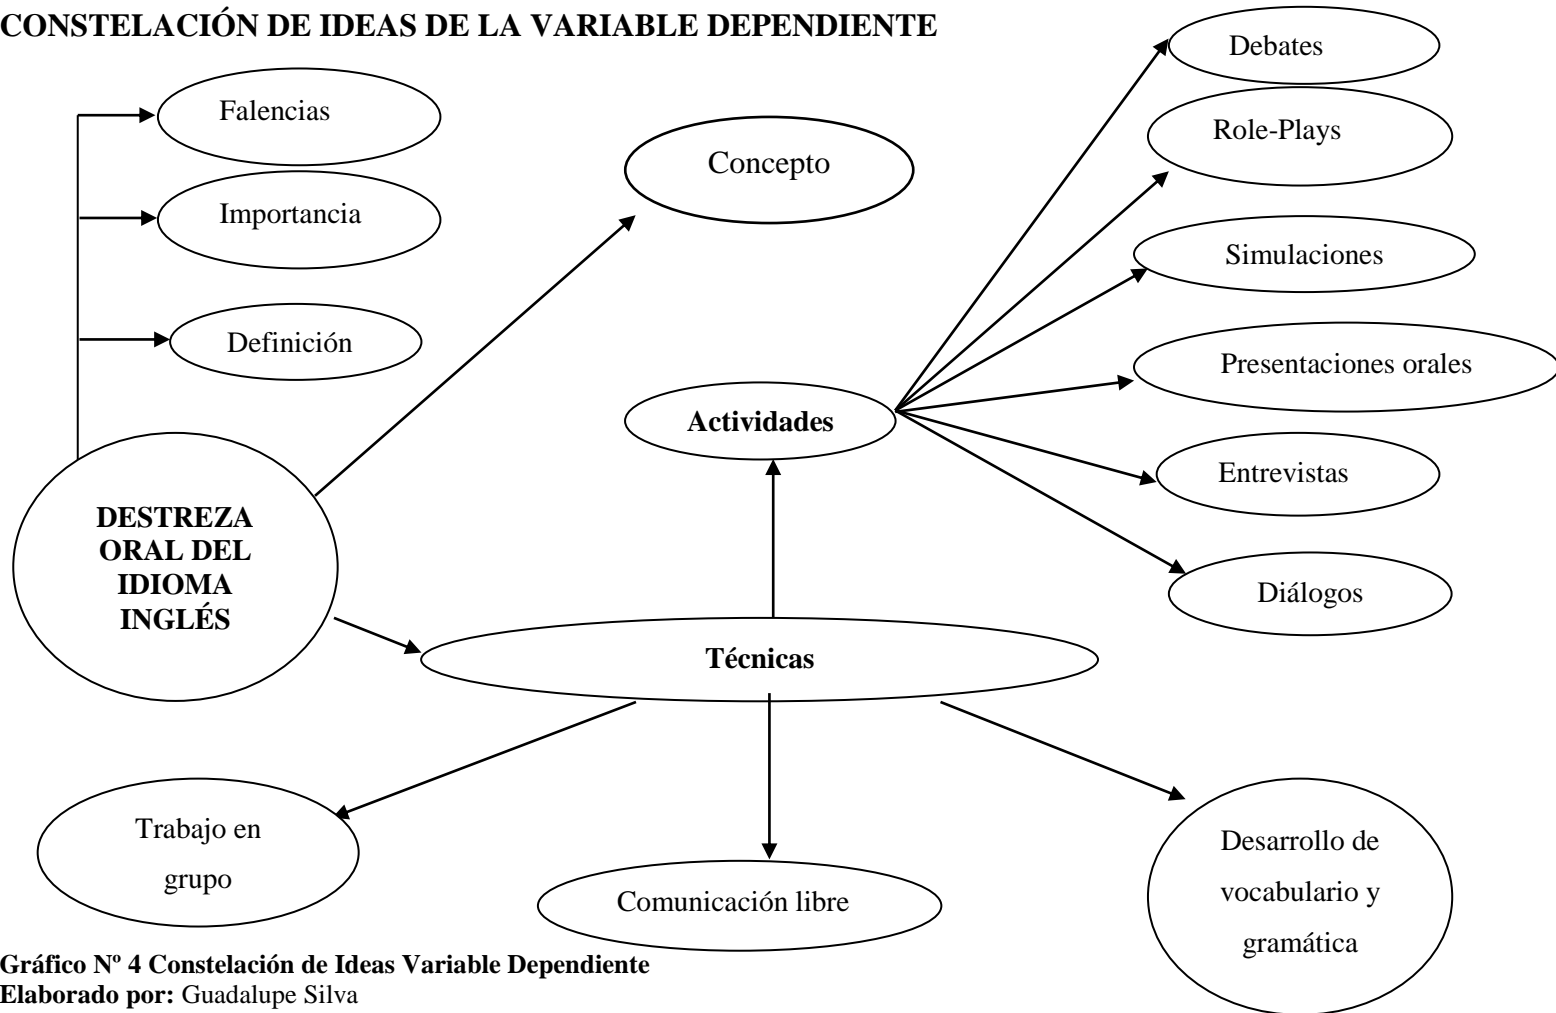 CONSTELACIÓN DE IDEAS DE LA VARIABLE DEPENDIENTE
Debates
Falencias
Role-Plays
Concepto
Importancia
Simulaciones
Definición
Presentaciones orales
Actividades
Entrevistas
DESTREZA
ORAL DEL
IDIOMA
INGLÉS
Diálogos
Técnicas
Trabajo en
grupo
Comunicación libre
Desarrollo de
vocabulario y
gramática
Gráfico Nº 4 Constelación de Ideas Variable Dependiente
Elaborado por: Guadalupe Silva